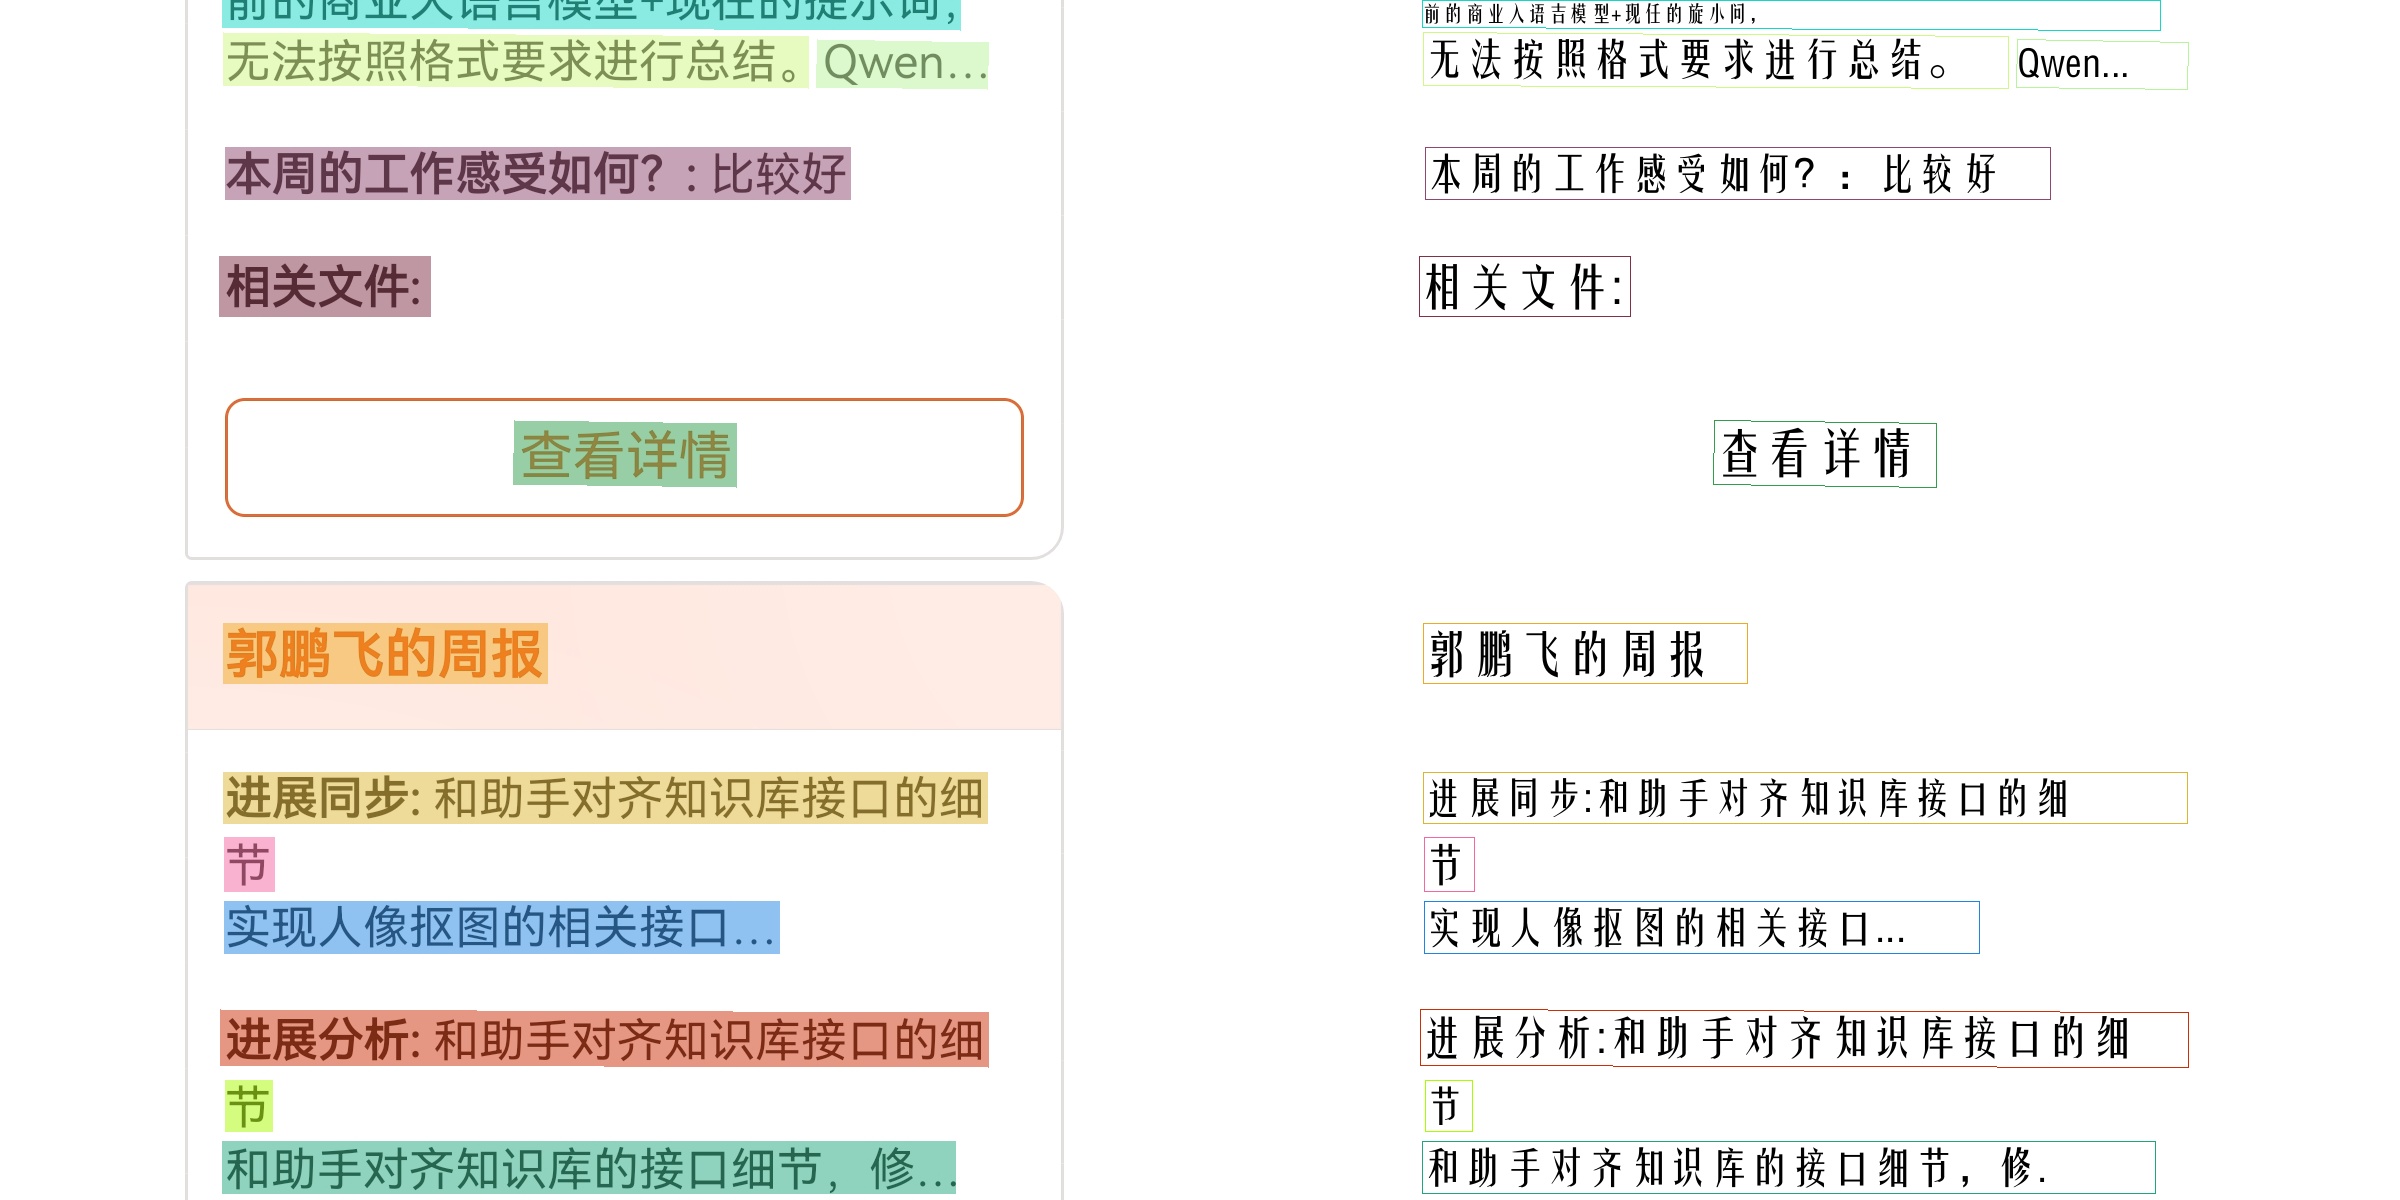 前的商业大语言模型+现在的提示词,
无法按照格式要求进行总结。Qwen...
本周的工作感受如何？: 比较好
相关文件:
查看详情
郭鹏飞的周报
进展同步: 和助手对齐知识库接口的细
节
实现人像抠图的相关接口...
进展分析: 和助手对齐知识库接口的细
节
和助手对齐知识库的接口细节，修...
前的商业人语吉模型+现任的旋小间,
无法按照格式要求进行总结。Qwen...
本周的工作感受如何?：比较好
相关文件:
查看详情
郭鹏飞的周报
进展同步:和助手对齐知识库接口的细
节
实现人像抠图的相关接口...
进展分析:和助手对齐知识库接口的细
节
和助手对齐知识库的接口细节，修.